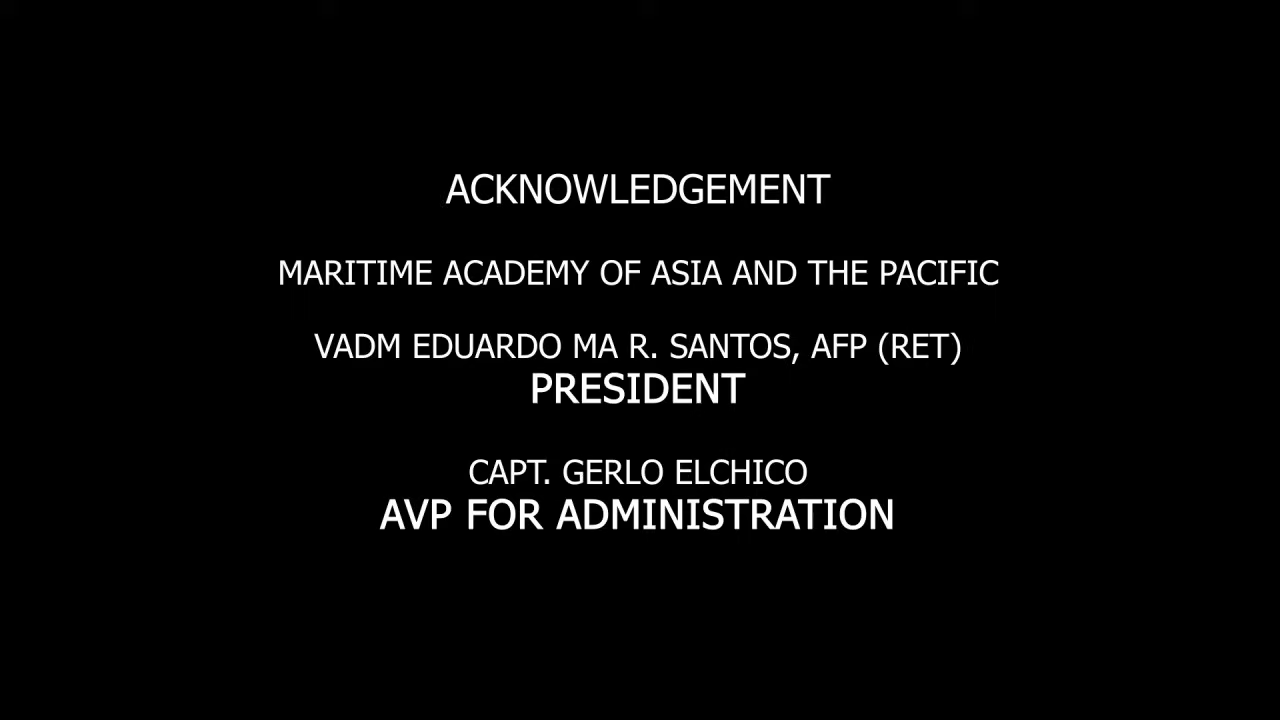 ACKNOWLEDGEMENT
MARITIME ACADEMY OF ASIA AND THE PACIFIC
VADM EDUARDO MA R. SANTOS, AFP (RET)
PRESIDENT
CAPT. GERLO ELCHICO
AVP FOR ADMINISTRATION